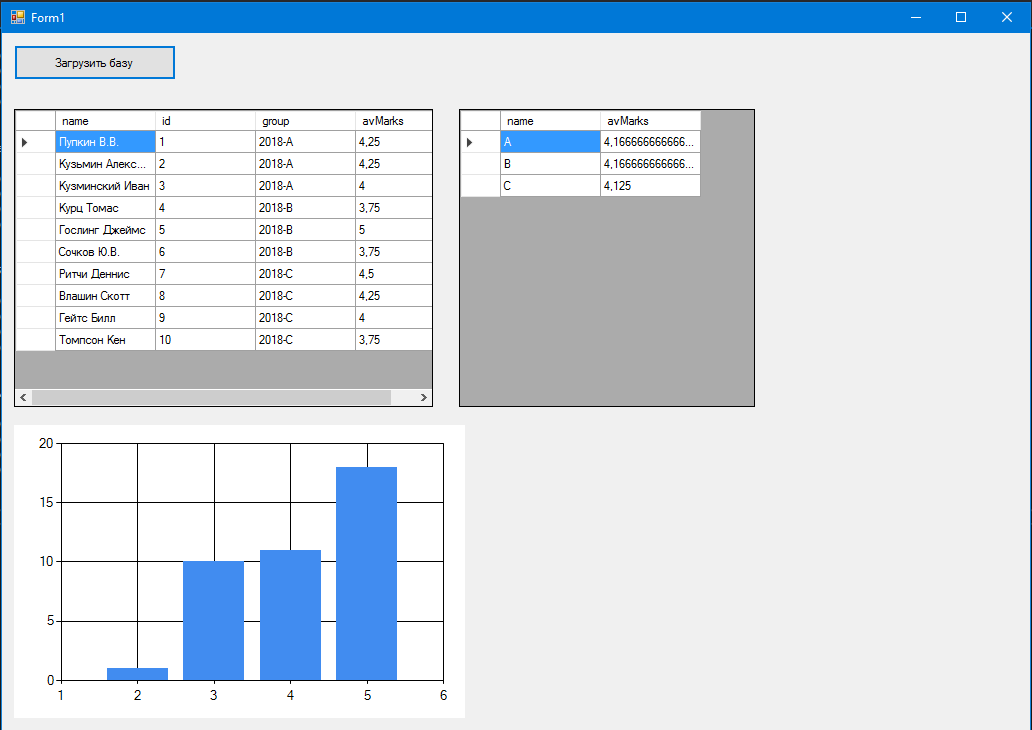 Form1
Загрузить базу
name id group avMarks
Пупкин В.В. 1 2018-A 4,25
Кузьмин Алекс... 2 2018-A 4,25
Кузминский Иван 3 2018-A 4
Курц Томас 4 2018-B 3,75
Гослинг Джеймс 5 2018-B 5
Сочков Ю.В. 6 2018-B 3,75
Ритчи Деннис 7 2018-C 4,5
Влашин Скотт 8 2018-C 4,25
Гейтс Билл 9 2018-C 4
Томпсон Кен 10 2018-C 3,75
name avMarks
A 4,166666666666...
B 4,166666666666...
C 4,125
20
15
10
5
0
1 2 3 4 5 6